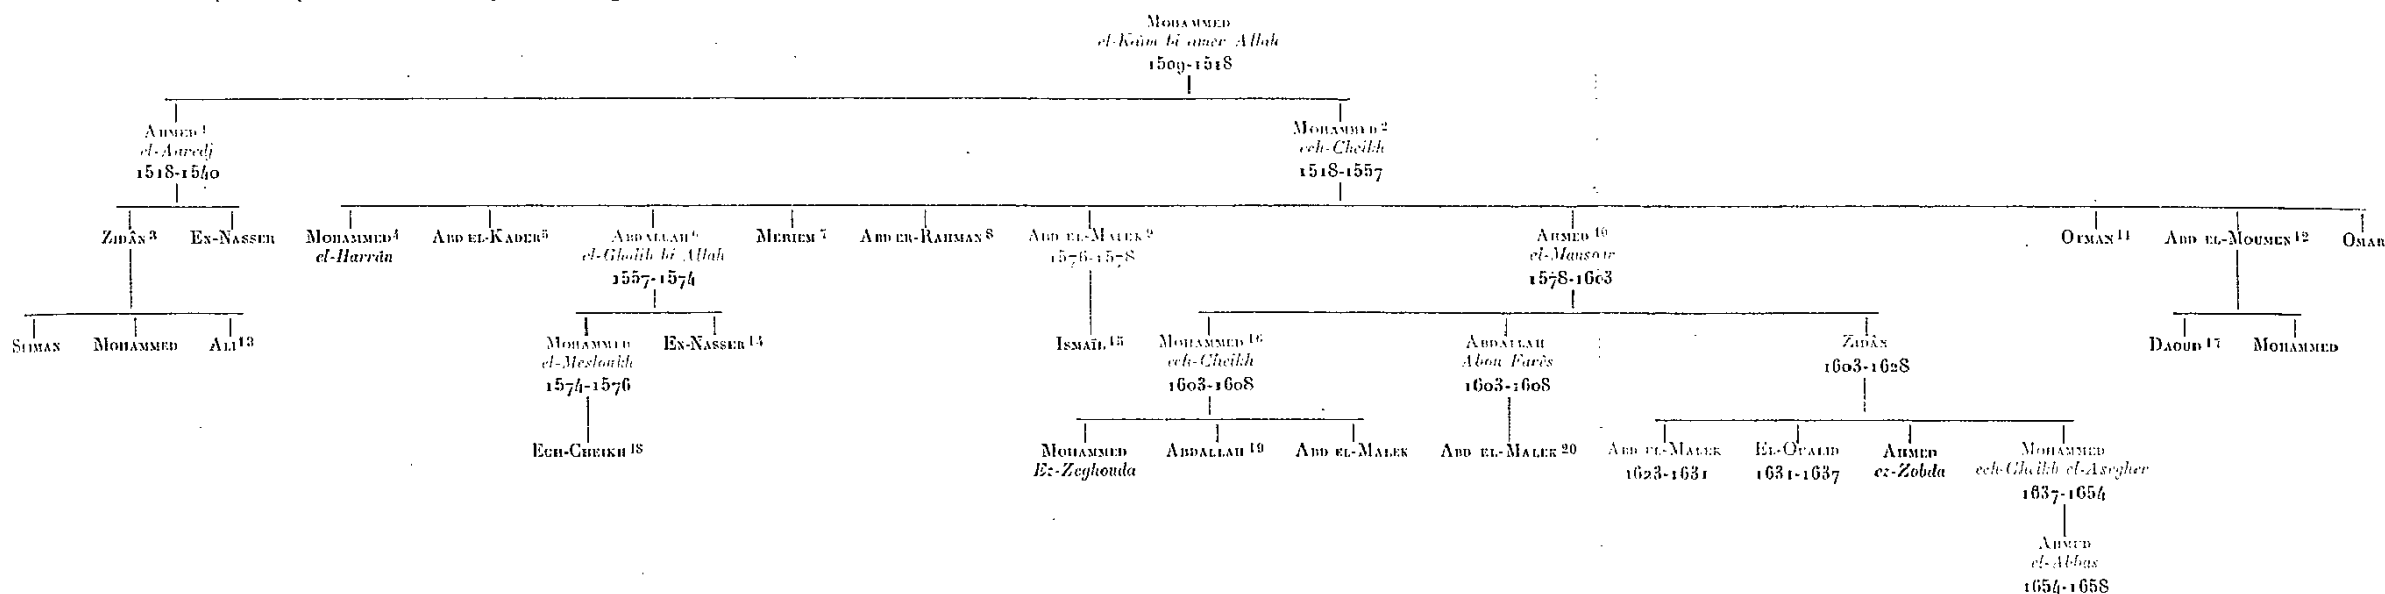 Mohammed
el-Kâïm bi amer Allah
1509-1518
Ahmed 1
el-Aaredj
1518-1540
Mohammed 2
ech-Cheikh
1518-1557
Zidân 3
En-Nasser
Mohammed 4
el-Harrân
Abd el-Kader 5
Abdallah 6
el-Ghalib bi Allah
1557-1574
Meriem 7
Abd er-Rahman 8
Abd el-Malek 9
1576-1578
Ahmed 10
el-Mansour
1578-1603
Otman 11
Abd el-Moumen 12
Omar
Sliman
Mohammed
Ali 13
Mohammed
el-Mesloukh
1574-1576
En-Nasser 14
Ismaïl 15
Mohammed 16
ech-Cheikh
1603-1608
Abdallah
Abou Farès
1603-1608
Zidân
1603-1628
Daoud 17
Mohammed
Ech-Cheikh 18
Mohammed
Ez-Zeghouda
Abdallah 19
Abd el-Malek
Abd el-Malek 20
Abd el-Malek
1623-1631
El-Oualid
1631-1637
Ahmed
ez-Zobda
Mohammed
ech-Cheikh el-Asegher
1637-1654
Ahmed
el-Abbas
1654-1658